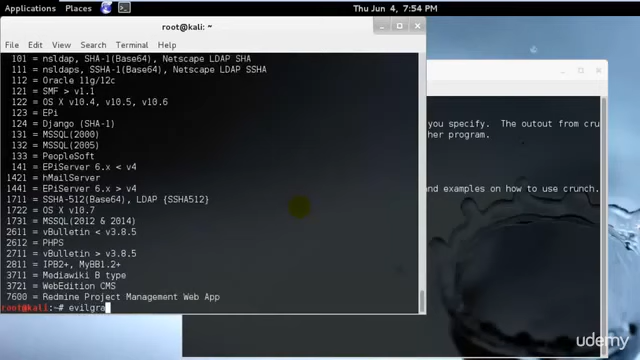 Applications Places Thu Jun 4, 7:54 PM
root@kali: ~
File Edit View Search Terminal Help
101 = nsldap, SHA-1(Base64), Netscape LDAP SHA
111 = nsldaps, SSHA-1(Base64), Netscape LDAP SSHA
112 = Oracle 11g/12c
121 = SMF > v1.1
122 = OS X v10.4, v10.5, v10.6
123 = EPi
124 = Django (SHA-1)
131 = MSSQL(2000)
132 = MSSQL(2005)
133 = PeopleSoft
141 = EPiServer 6.x < v4
1421 = hMailServer
1441 = EPiServer 6.x > v4
1711 = SSHA-512(Base64), LDAP {SSHA512}
1722 = OS X v10.7
1731 = MSSQL(2012 & 2014)
2611 = vBulletin < v3.8.5
2612 = PHPS
2711 = vBulletin > v3.8.5
2811 = IPB2+, MyBB1.2+
3711 = Mediawiki B type
3721 = WebEdition CMS
7600 = Redmine Project Management Web App
root@kali:~# evilgra
you specify. The outout from cru
her program.
and examples on how to use crunch.
udemy